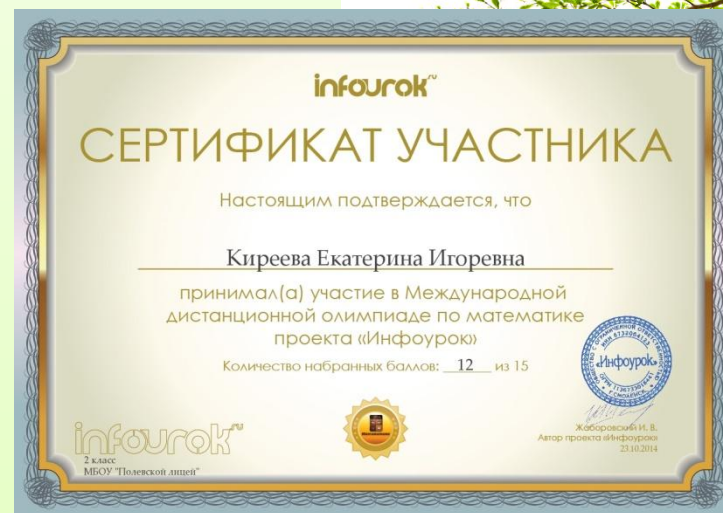 infourok.ru
СЕРТИФИКАТ УЧАСТНИКА
Настоящим подтверждается, что
Киреева Екатерина Игоревна
принимал(а) участие в Международной
дистанционной олимпиаде по математике
проекта «Инфоурок»
Количество набранных баллов: 12 из 15
«Инфоурок»
infourok.ru
2 класс
МБОУ "Полевской лицей"
Жаборовский И. В.
Автор проекта «Инфоурок»
23.10.2014